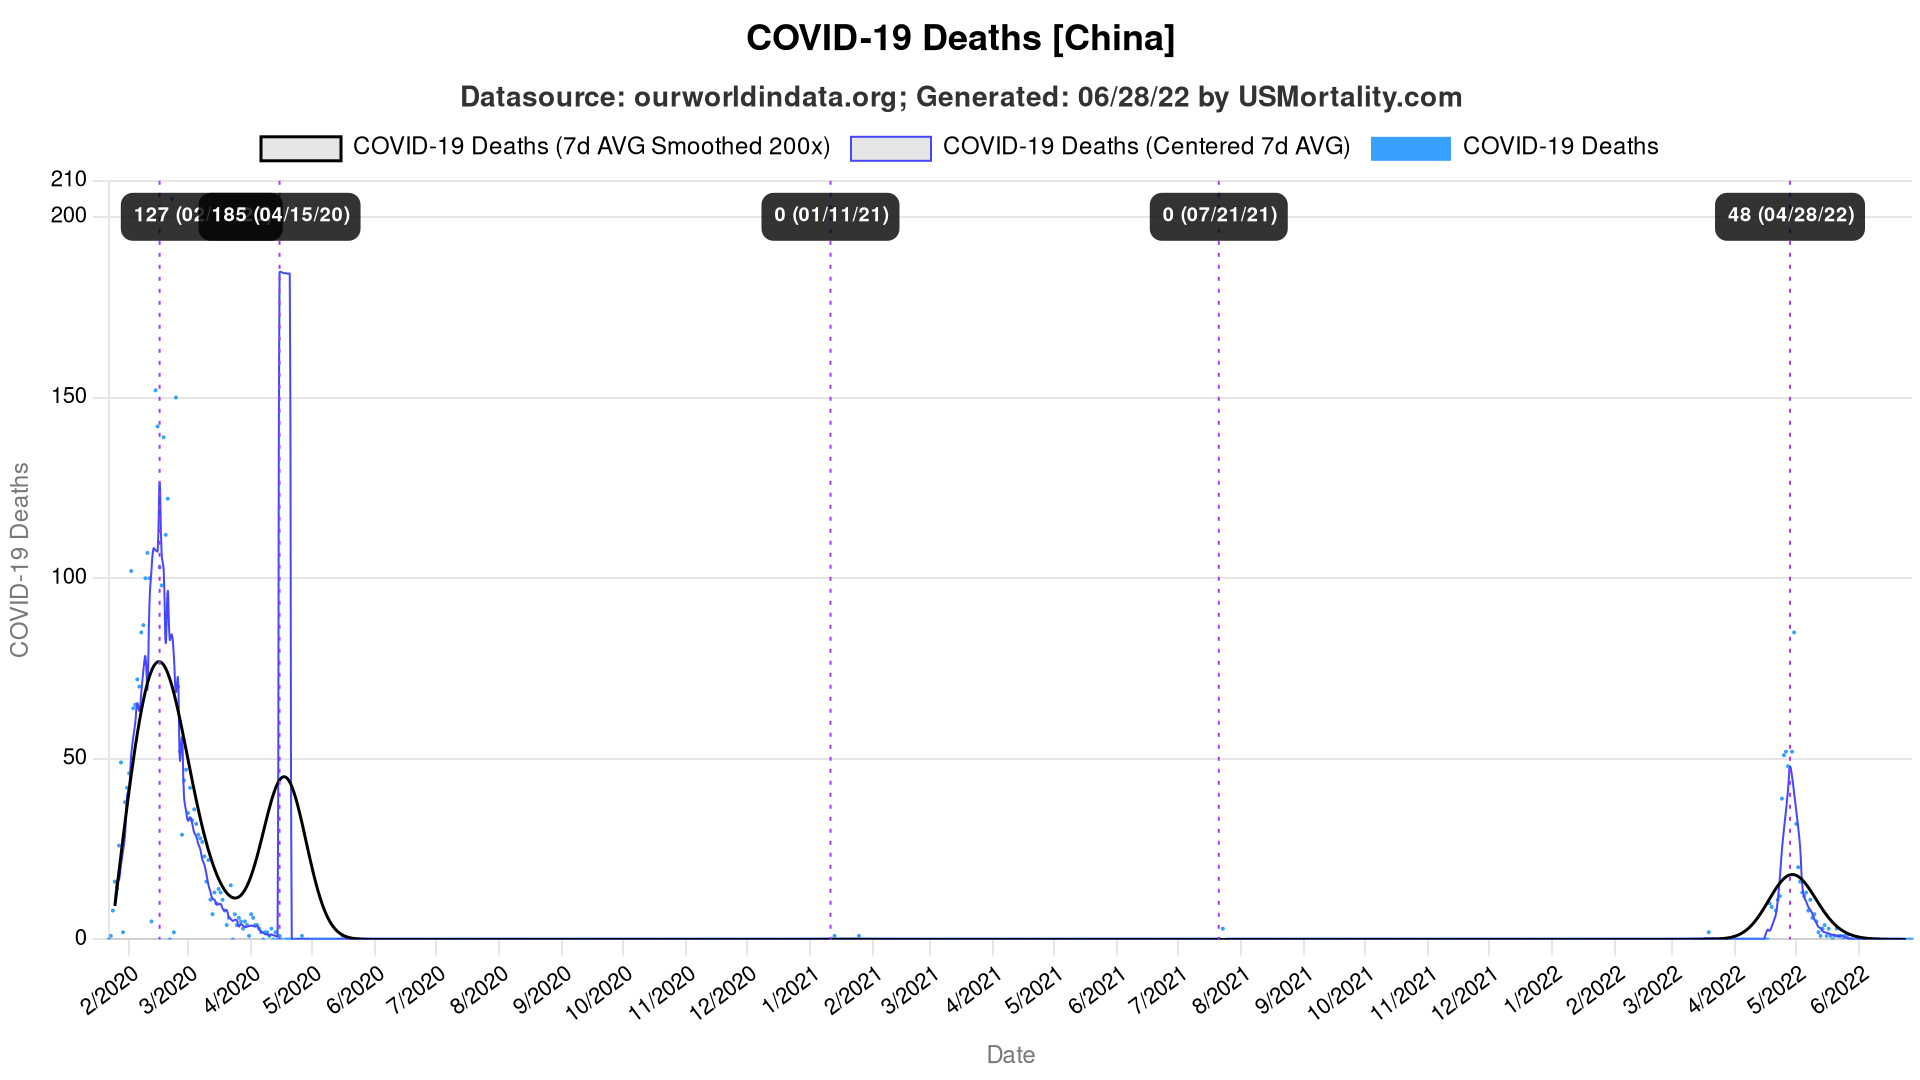 COVID-19 Deaths [China]
Datasource: ourworldindata.org; Generated: 06/28/22 by USMortality.com
COVID-19 Deaths (7d AVG Smoothed 200x) COVID-19 Deaths (Centered 7d AVG) COVID-19 Deaths
210
200
127 (02/ 185 (04/15/20) 0 (01/11/21) 0 (07/21/21) 48 (04/28/22)
150
100
50
0
COVID-19 Deaths
2/2020 3/2020 4/2020 5/2020 6/2020 7/2020 8/2020 9/2020 10/2020 11/2020 12/2020 1/2021 2/2021 3/2021 4/2021 5/2021 6/2021 7/2021 8/2021 9/2021 10/2021 11/2021 12/2021 1/2022 2/2022 3/2022 4/2022 5/2022 6/2022
Date